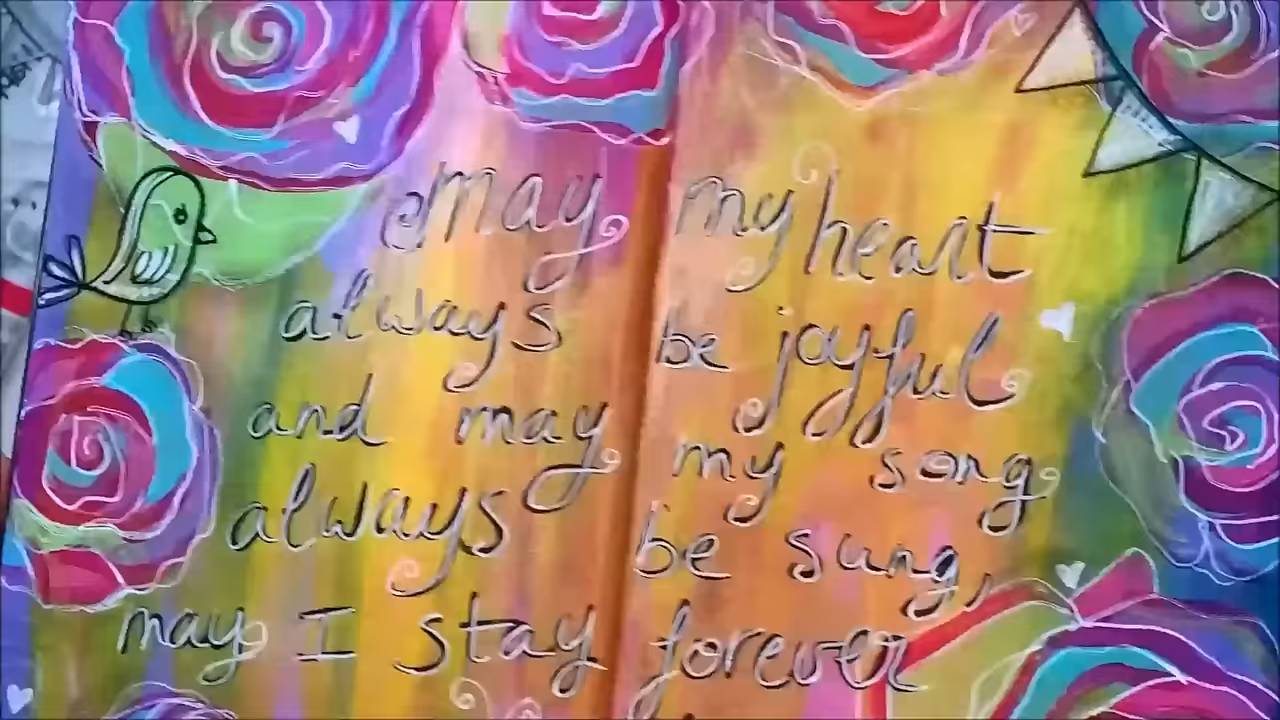 may my heart
always be joyful
and may my song
always be sung,
may I stay forever